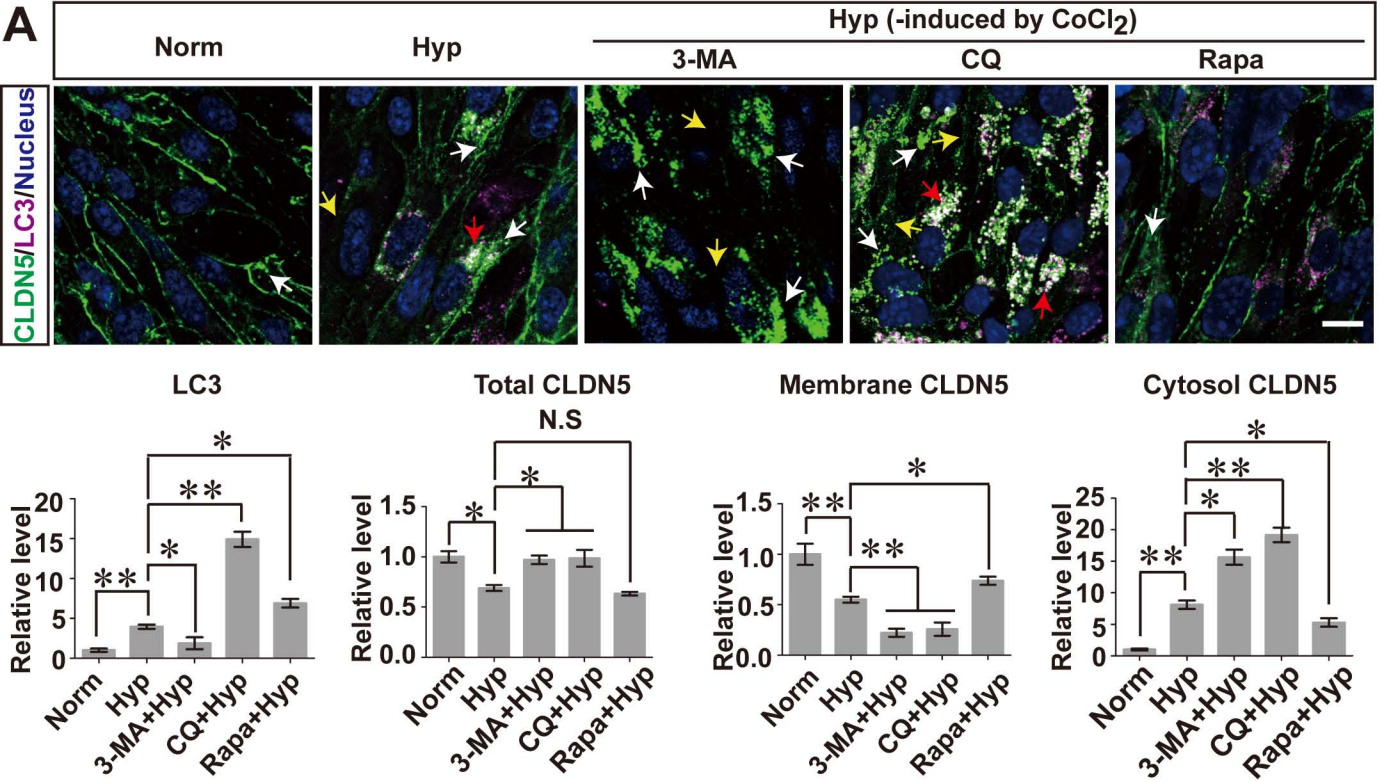 A
Hyp (-induced by CoCl2)
Norm
Hyp
3-MA
CQ
Rapa
CLDN5/LC3/Nucleus
LC3
Total CLDN5
Membrane CLDN5
Cytosol CLDN5
N.S
Relative level
20
15
10
5
0
**
*
**
*
Norm
Hyp
3-MA+Hyp
CQ+Hyp
Rapa+Hyp
Relative level
1.5
1.0
0.5
0.0
*
*
Norm
Hyp
3-MA+Hyp
CQ+Hyp
Rapa+Hyp
Relative level
1.5
1.0
0.5
0.0
**
**
*
Norm
Hyp
3-MA+Hyp
CQ+Hyp
Rapa+Hyp
Relative level
25
20
15
10
5
0
**
*
**
*
Norm
Hyp
3-MA+Hyp
CQ+Hyp
Rapa+Hyp